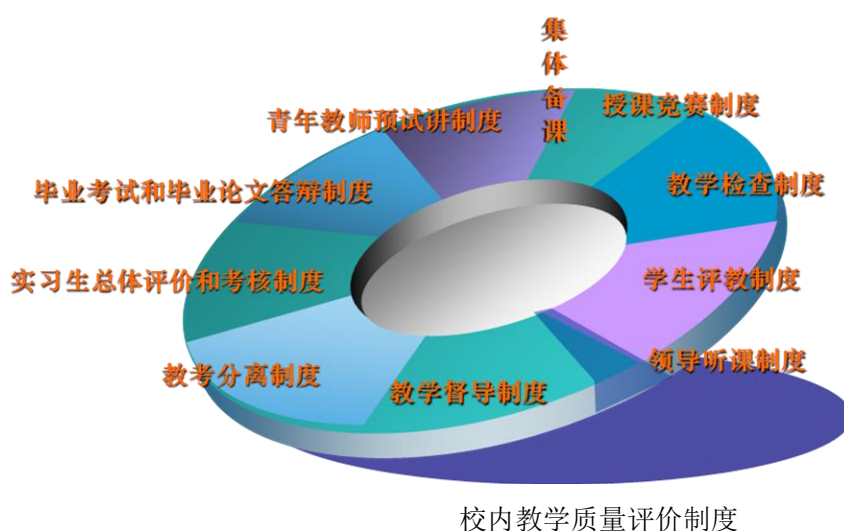 集体备课
授课竞赛制度
青年教师预试讲制度
教学检查制度
毕业考试和毕业论文答辩制度
学生评教制度
实习生总体评价和考核制度
领导听课制度
教考分离制度
教学督导制度
校内教学质量评价制度